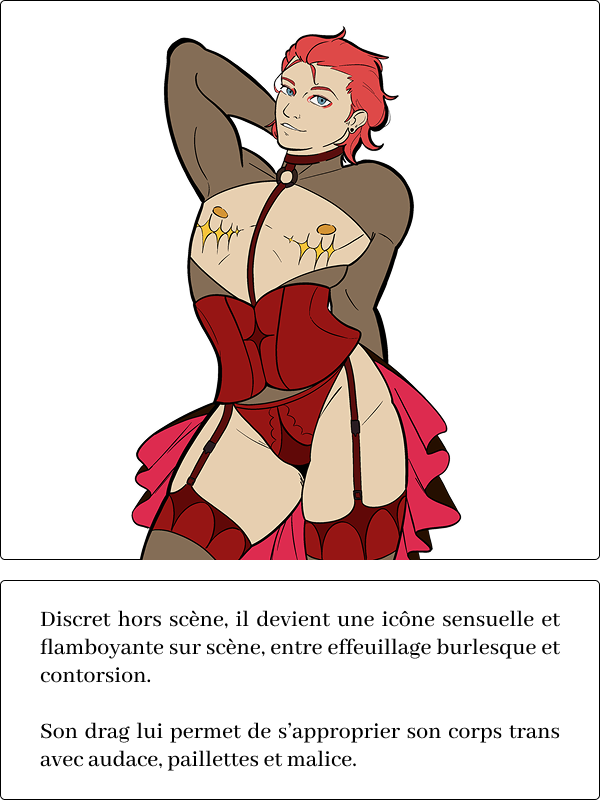 Discret hors scène, il devient une icône sensuelle et
flamboyante sur scène, entre effeuillage burlesque et
contorsion.
Son drag lui permet de s’approprier son corps trans
avec audace, paillettes et malice.